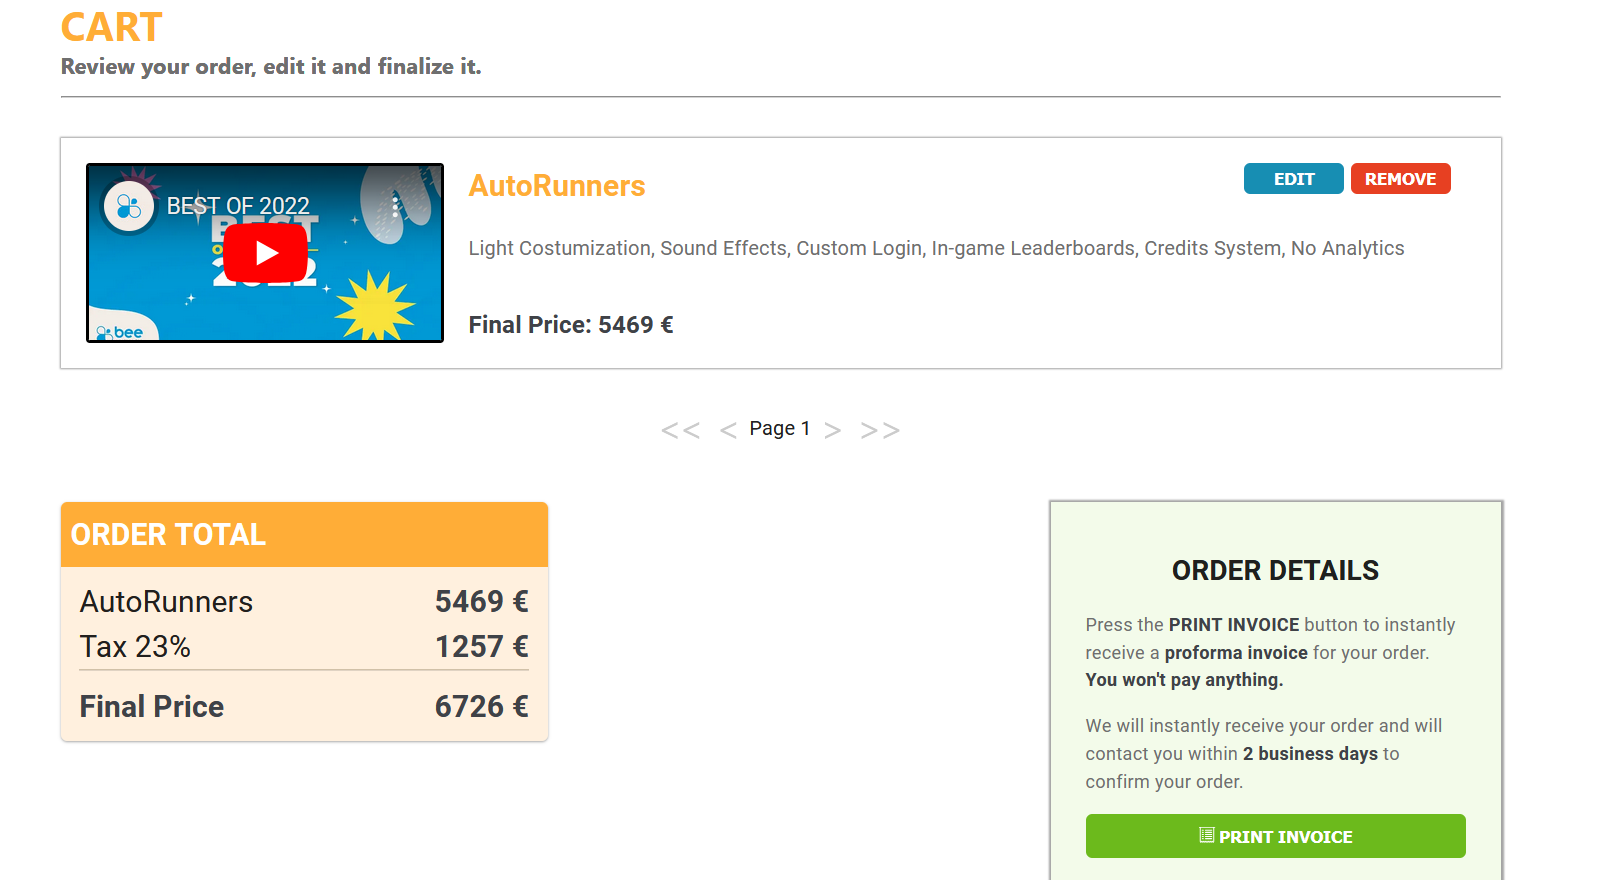 CART
Review your order, edit it and finalize it.
BEST OF 2022
BEST
2022
bee
AutoRunners
EDIT
REMOVE
Light Costumization, Sound Effects, Custom Login, In-game Leaderboards, Credits System, No Analytics
Final Price: 5469 €
<< < Page 1 > >>
ORDER TOTAL
AutoRunners 5469 €
Tax 23% 1257 €
Final Price 6726 €
ORDER DETAILS
Press the PRINT INVOICE button to instantly
receive a proforma invoice for your order.
You won't pay anything.
We will instantly receive your order and will
contact you within 2 business days to
confirm your order.
PRINT INVOICE